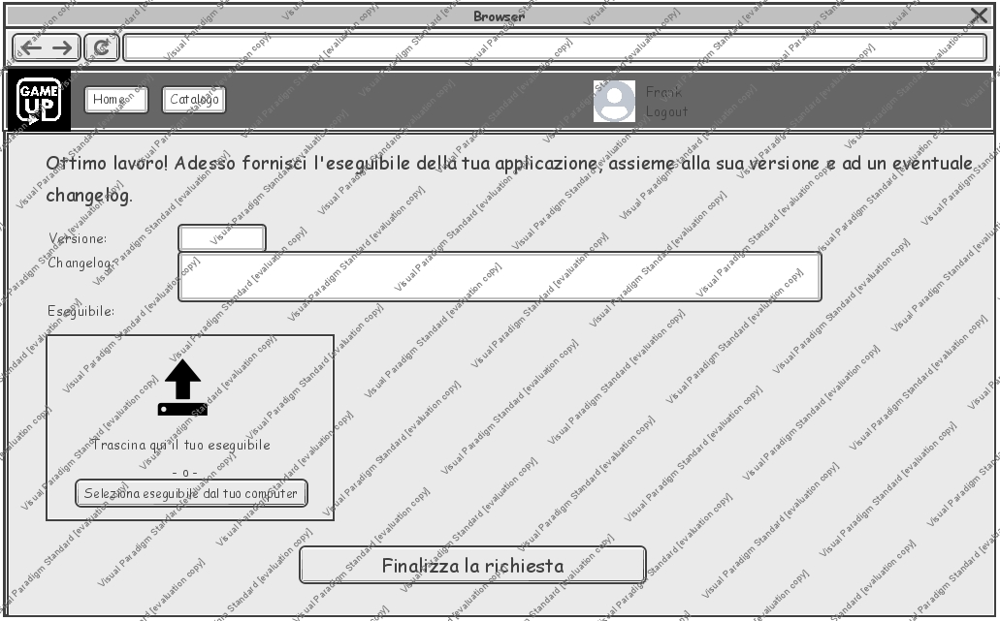 Browser
GAME
UP
Home
Catalogo
Frank
Logout
Ottimo lavoro! Adesso fornisci l'eseguibile della tua applicazione, assieme alla sua versione e ad un eventuale
changelog.
Versione:
Changelog:
Eseguibile:
Trascina qui il tuo eseguibile
- o -
Seleziona eseguibile dal tuo computer
Finalizza la richiesta
Visual Paradigm Standard [evaluation copy]